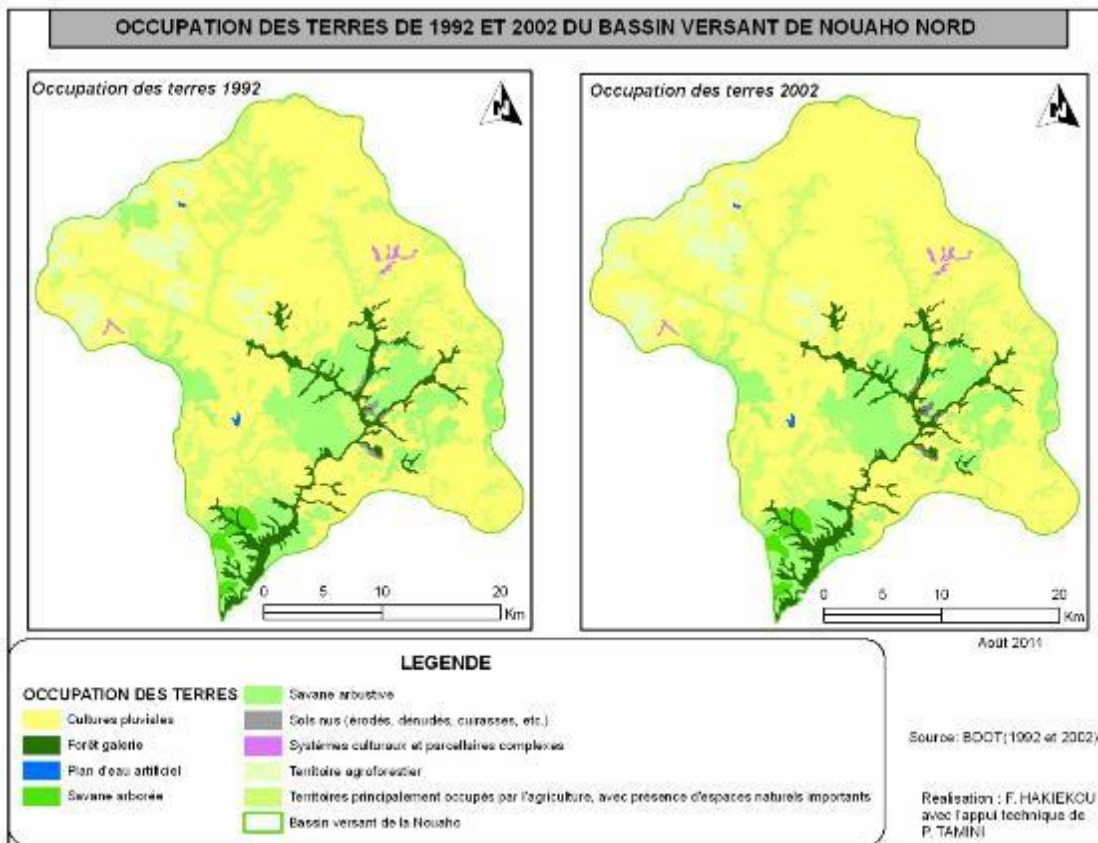 OCCUPATION DES TERRES DE 1992 ET 2002 DU BASSIN VERSANT DE NOUAHO NORD
Occupation des terres 1992
N
0 5 10 20
Km
Occupation des terres 2002
N
0 5 10 20
Km
Août 2011
LEGENDE
OCCUPATION DES TERRES
Cultures pluviales
Forêt galerie
Plan d'eau artificiel
Savane arborée
Savane arbustive
Sols nus (érodés, dénudés, cuirasses, etc.)
Systèmes culturaux et parcellaires complexes
Territoire agroforestier
Territoires principalement occupés par l'agriculture, avec présence d'espaces naturels importants
Bassin versant de la Nouaho
Source: BDOT(1992 et 2002)
Réalisation : F. HAKIEKOU
avec l'appui technique de
P. TAMINI